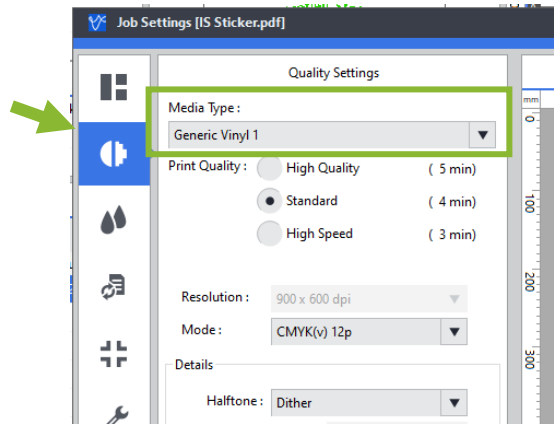 Job Settings [IS Sticker.pdf]
Quality Settings
Media Type :
Generic Vinyl 1
Print Quality : High Quality ( 5 min)
Standard ( 4 min)
High Speed ( 3 min)
Resolution : 900 x 600 dpi
Mode : CMYK(v) 12p
Details
Halftone : Dither
mm
0
100
200
300